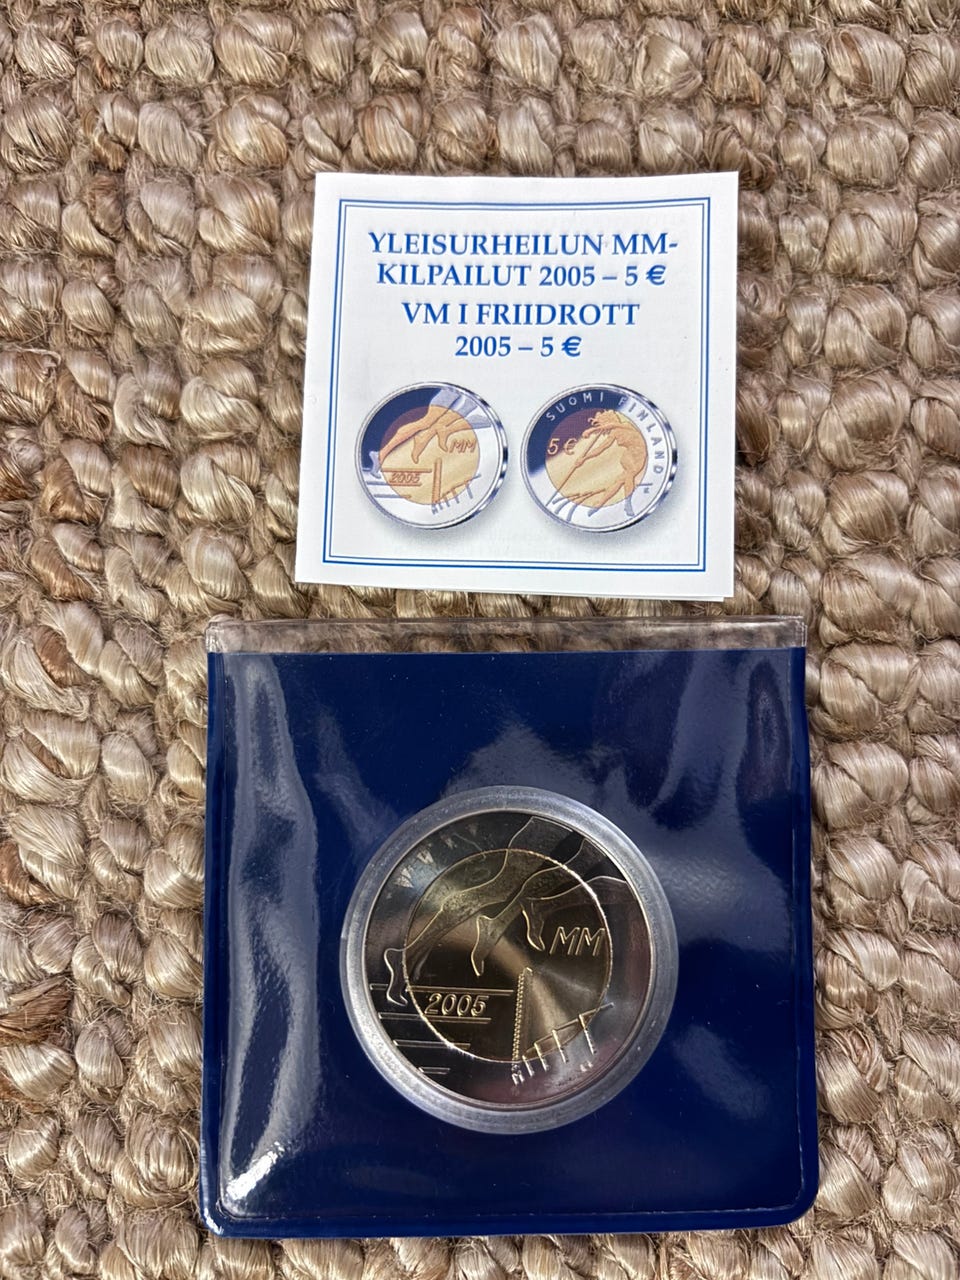 YLEISURHEILUN MM-
KILPAILUT 2005 – 5 €
VM I FRIIDROTT
2005 – 5 €
MM
2005
SUOMI FINLAND
5 €
MM
2005